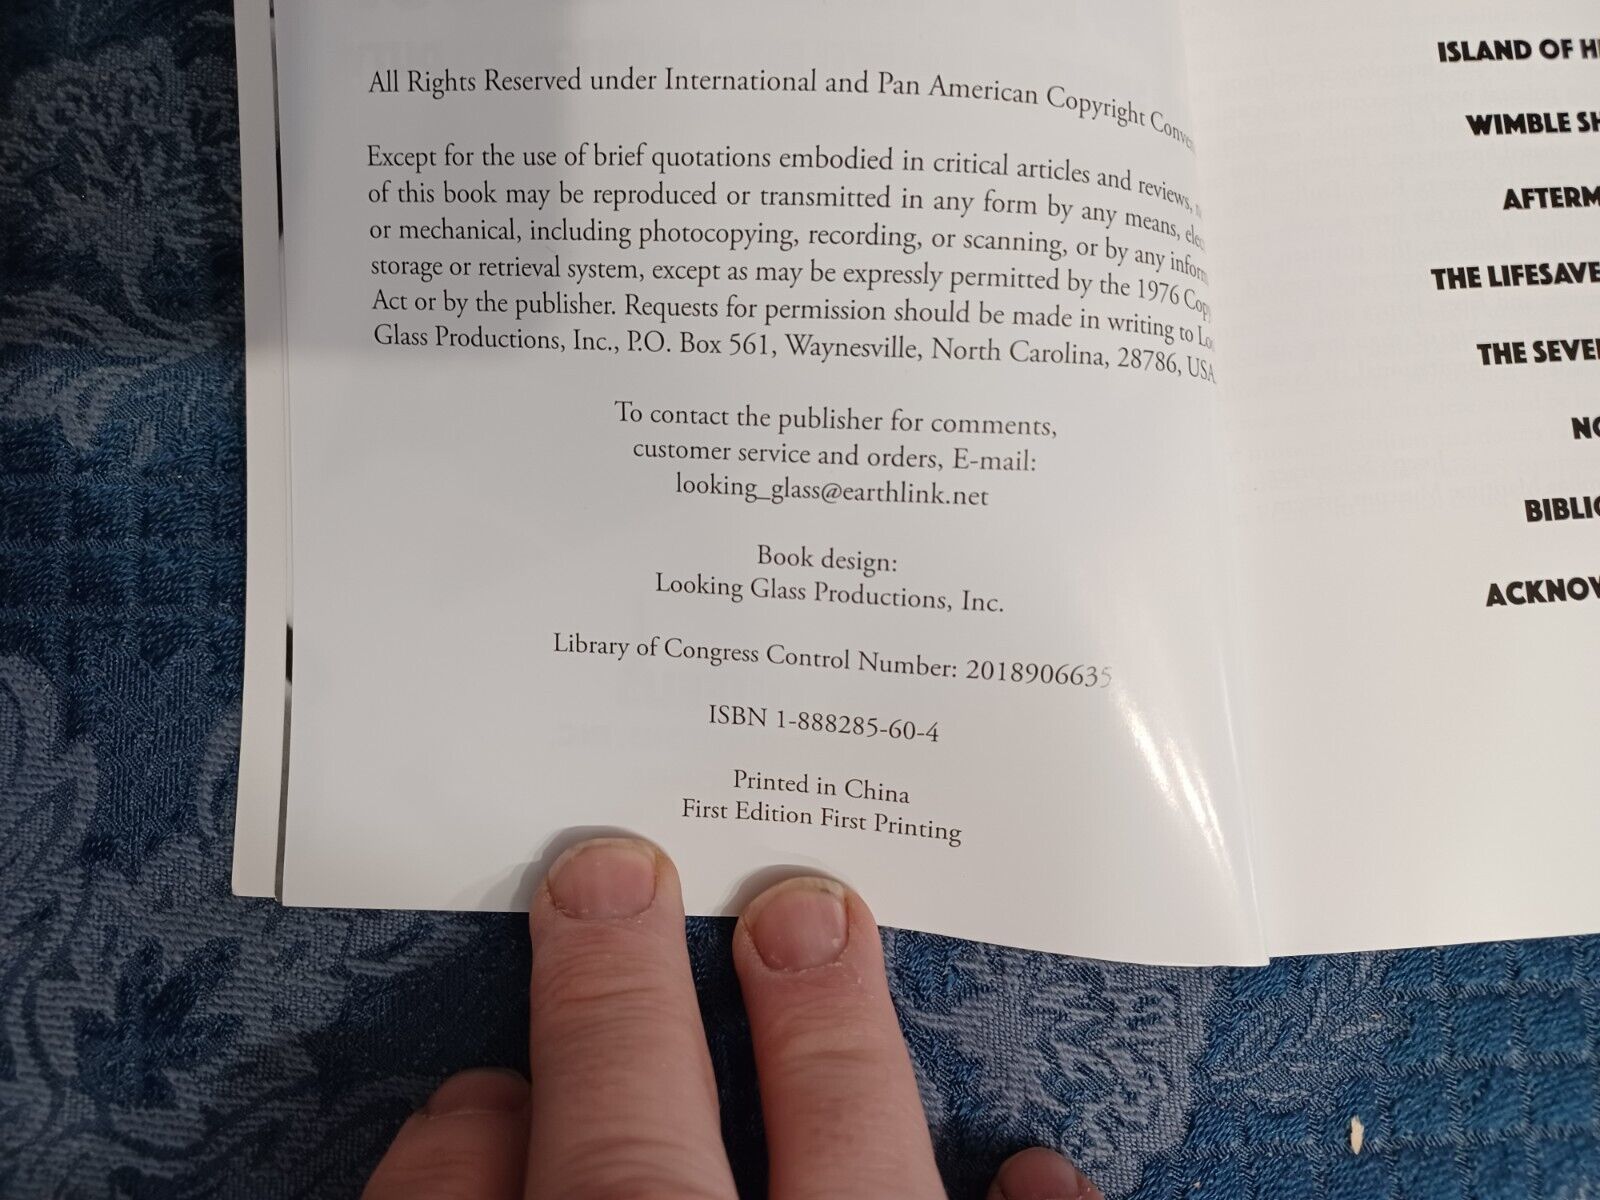 All Rights Reserved under International and Pan American Copyright
Except for the use of brief quotations embodied in critical articles and reviews,
of this book may be reproduced or transmitted in any form by any means,
or mechanical, including photocopying, recording, or scanning, or by any
storage or retrieval system, except as may be expressly permitted by the 1976
Act or by the publisher. Requests for permission should be made in writing to
Glass Productions, Inc., P.O. Box 561, Waynesville, North Carolina, 28786, USA
To contact the publisher for comments,
customer service and orders, E-mail:
looking_glass@earthlink.net
Book design:
Looking Glass Productions, Inc.
Library of Congress Control Number: 2018906635
ISBN 1-888285-60-4
Printed in China
First Edition First Printing
ISLAND OF
WIMBLE
THE
THE